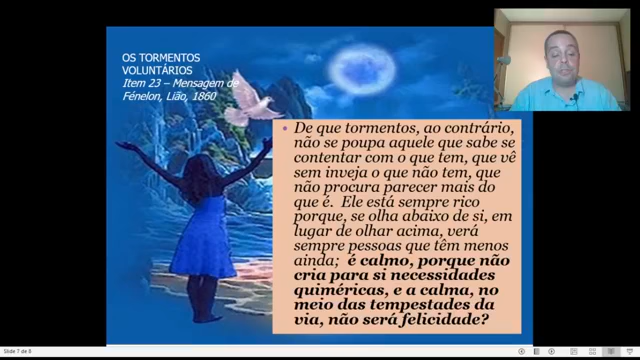 OS TORMENTOS
VOLUNTÁRIOS
Item 23 – Mensagem de
Fénelon, Lião, 1860
De que tormentos, ao contrário,
não se poupa aquele que sabe se
contentar com o que tem, que vê
sem inveja o que não tem, que
não procura parecer mais do
que é. Ele está sempre rico
porque, se olha abaixo de si, em
lugar de olhar acima, verá
sempre pessoas que têm menos
ainda; é calmo, porque não
cria para si necessidades
quiméricas, e a calma, no
meio das tempestades da
via, não será felicidade?
Slide 7 de 8